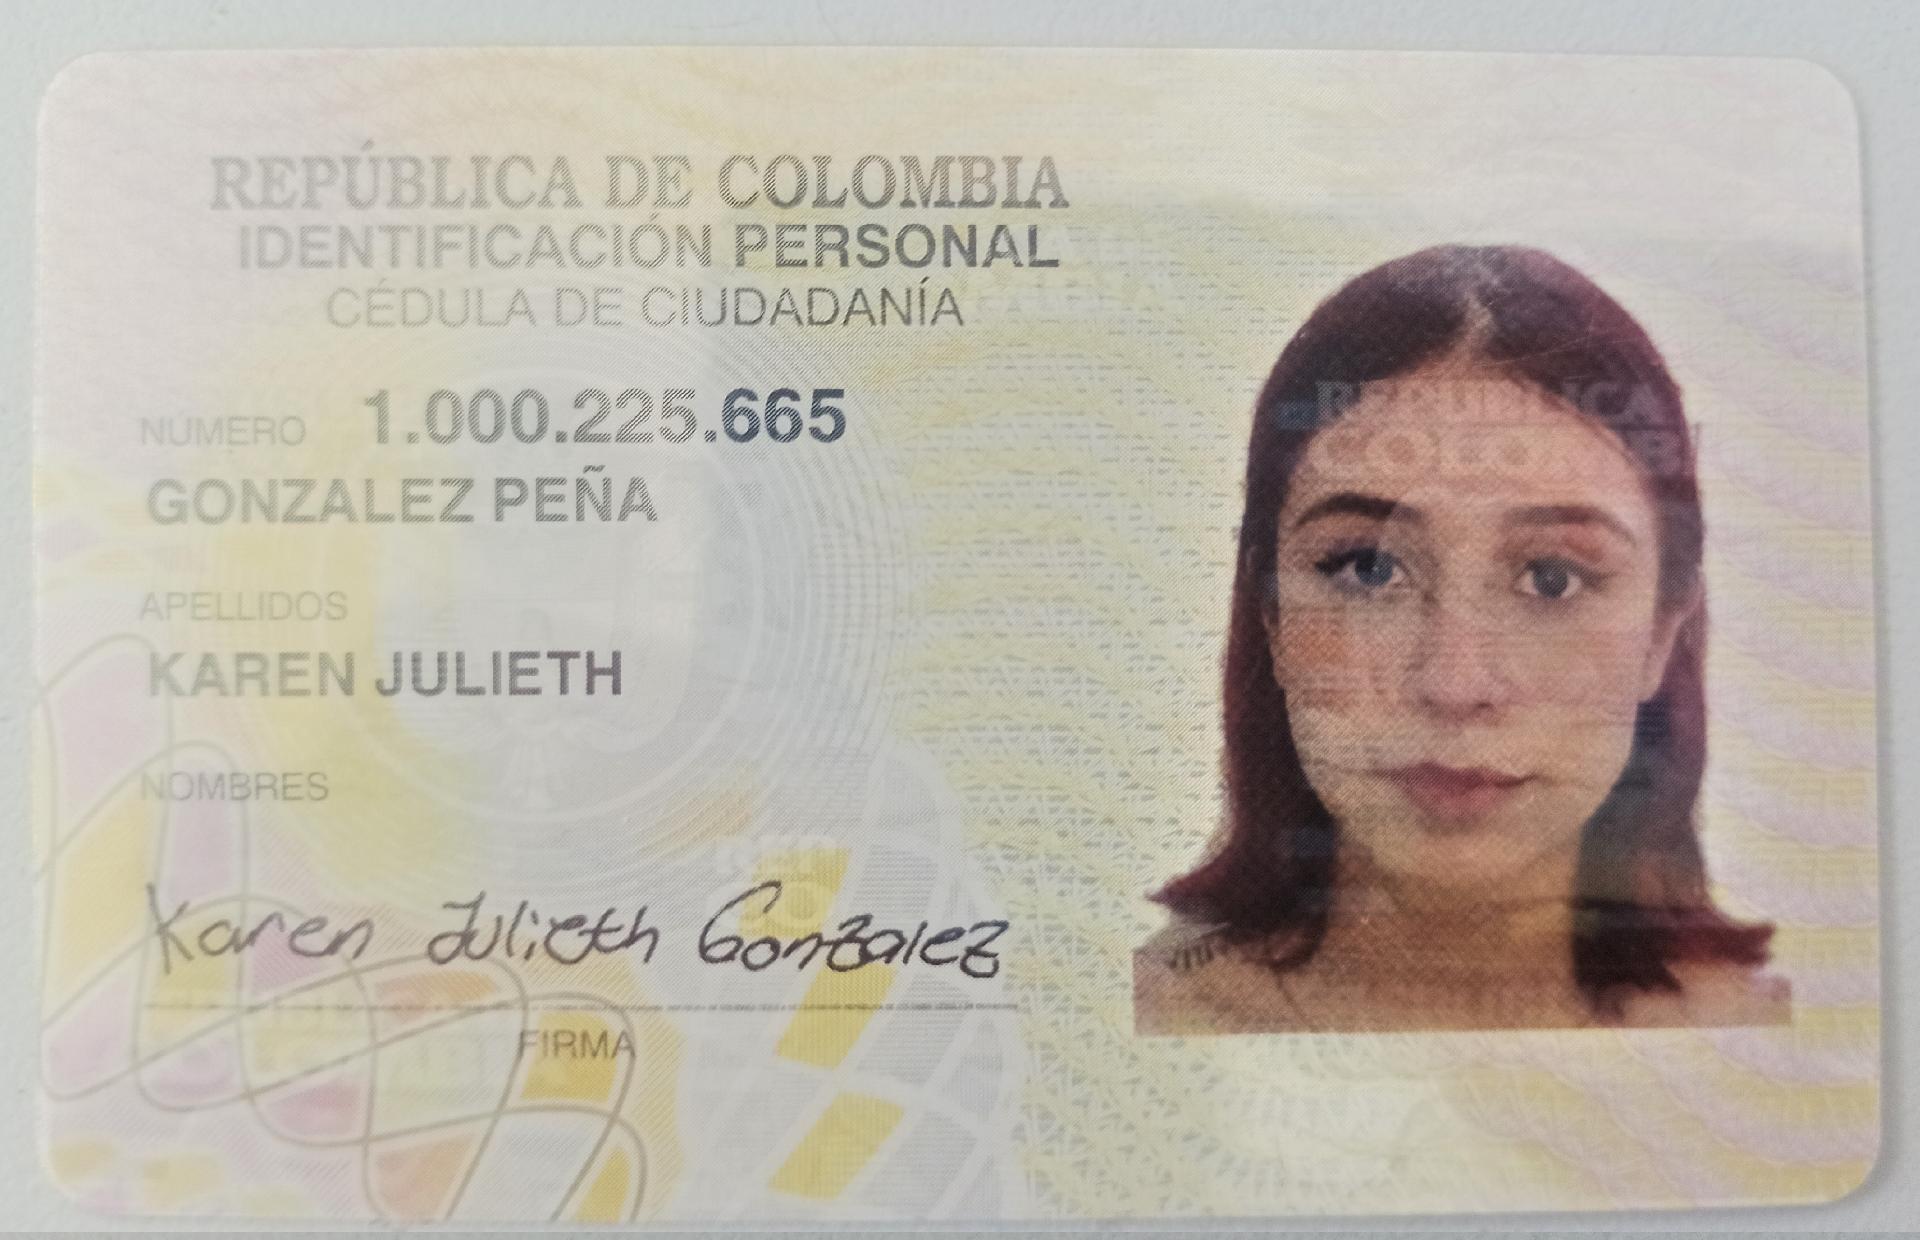 REPÚBLICA DE COLOMBIA
IDENTIFICACIÓN PERSONAL
CÉDULA DE CIUDADANÍA
NÚMERO 1.000.225.665
GONZALEZ PEÑA
APELLIDOS
KAREN JULIETH
NOMBRES
Karen Julieth Gonzalez
FIRMA